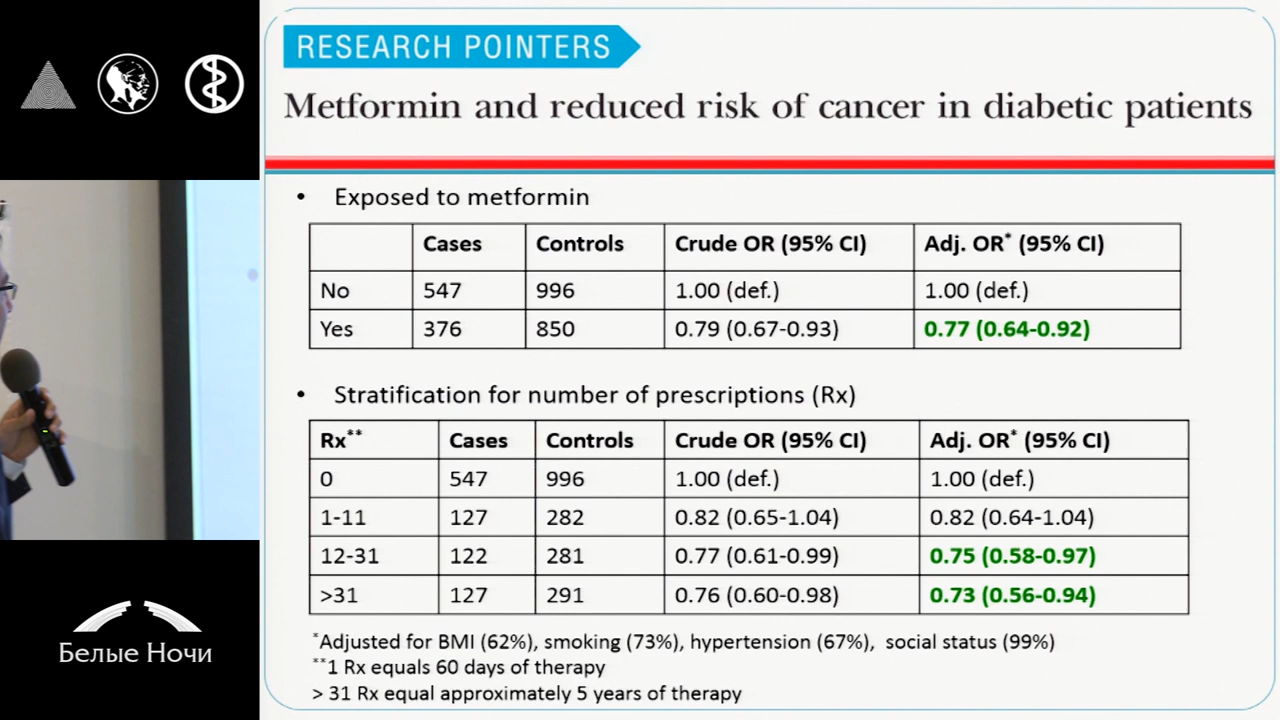 RESEARCH POINTERS
Metformin and reduced risk of cancer in diabetic patients
• Exposed to metformin
Cases Controls Crude OR (95% CI) Adj. OR* (95% CI)
No 547 996 1.00 (def.) 1.00 (def.)
Yes 376 850 0.79 (0.67-0.93) 0.77 (0.64-0.92)
• Stratification for number of prescriptions (Rx)
Rx** Cases Controls Crude OR (95% CI) Adj. OR* (95% CI)
0 547 996 1.00 (def.) 1.00 (def.)
1-11 127 282 0.82 (0.65-1.04) 0.82 (0.64-1.04)
12-31 122 281 0.77 (0.61-0.99) 0.75 (0.58-0.97)
>31 127 291 0.76 (0.60-0.98) 0.73 (0.56-0.94)
*Adjusted for BMI (62%), smoking (73%), hypertension (67%), social status (99%)
**1 Rx equals 60 days of therapy
> 31 Rx equal approximately 5 years of therapy
Белые Ночи